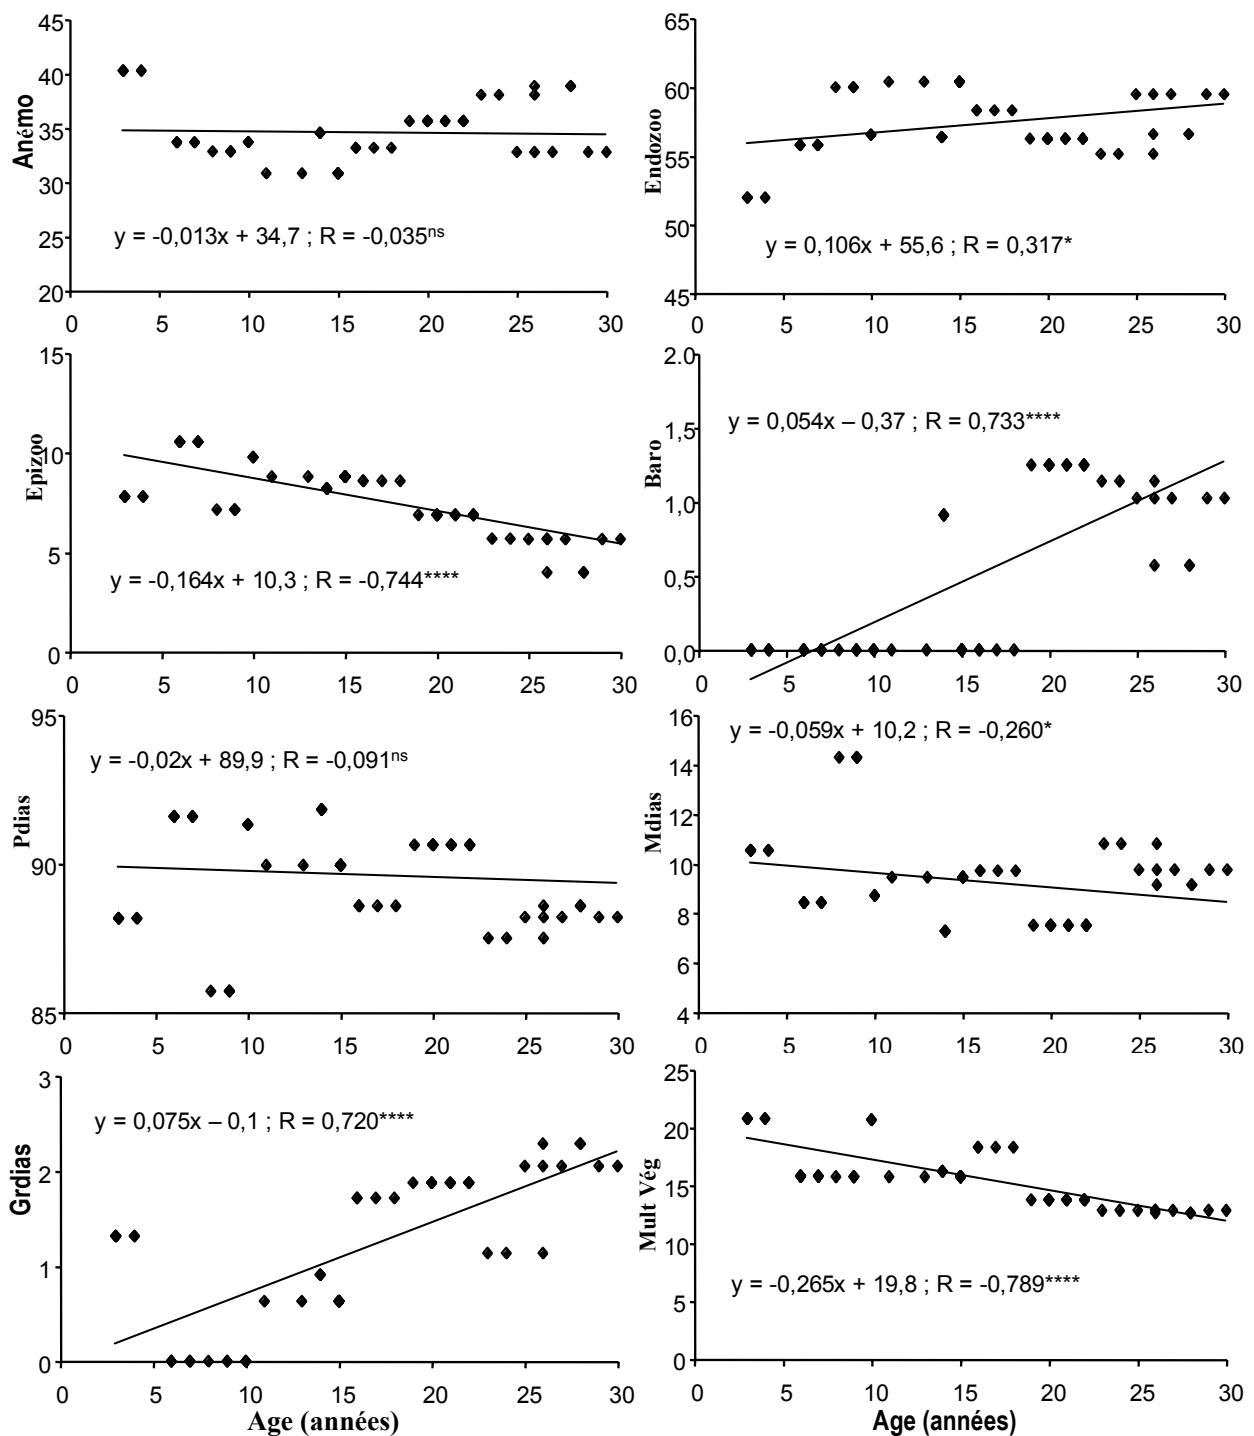 45
40
35
30
25
20
Anémo
y = -0,013x + 34,7 ; R = -0,035ns
0 5 10 15 20 25 30
65
60
55
50
45
Endozoo
y = 0,106x + 55,6 ; R = 0,317*
0 5 10 15 20 25 30
15
10
5
0
Epizoo
y = -0,164x + 10,3 ; R = -0,744****
0 5 10 15 20 25 30
2.0
1.5
1.0
0,5
0,0
Baro
y = 0,054x – 0,37 ; R = 0,733****
0 5 10 15 20 25 30
95
90
85
Pdias
y = -0,02x + 89,9 ; R = -0,091ns
0 5 10 15 20 25 30
16
14
12
10
8
6
4
Mdias
y = -0,059x + 10,2 ; R = -0,260*
0 5 10 15 20 25 30
3
2
1
0
Grdias
y = 0,075x – 0,1 ; R = 0,720****
0 5 10 15 20 25 30
Age (années)
25
20
15
10
5
0
Mult Vég
y = -0,265x + 19,8 ; R = -0,789****
0 5 10 15 20 25 30
Age (années)